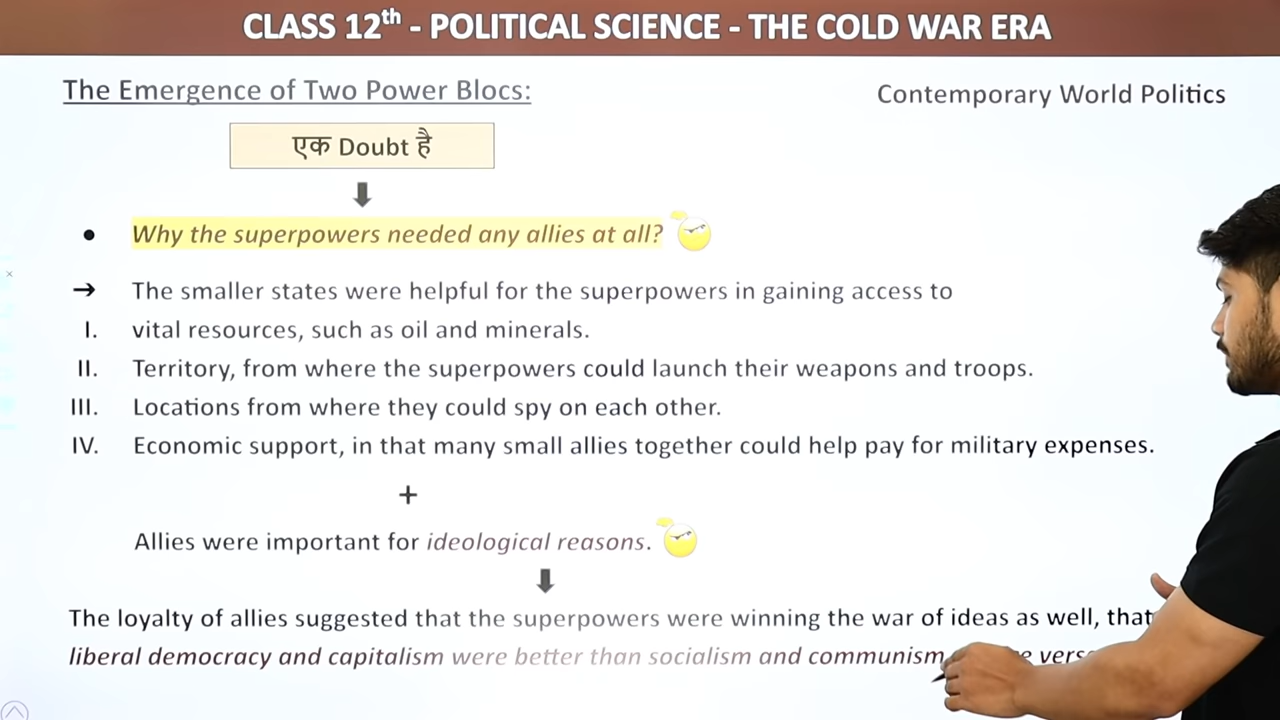 CLASS 12th - POLITICAL SCIENCE - THE COLD WAR ERA
The Emergence of Two Power Blocs:
Contemporary World Politics
एक Doubt है
• Why the superpowers needed any allies at all?
→ The smaller states were helpful for the superpowers in gaining access to
I. vital resources, such as oil and minerals.
II. Territory, from where the superpowers could launch their weapons and troops.
III. Locations from where they could spy on each other.
IV. Economic support, in that many small allies together could help pay for military expenses.
+
Allies were important for ideological reasons.
The loyalty of allies suggested that the superpowers were winning the war of ideas as well, that
liberal democracy and capitalism were better than socialism and communism